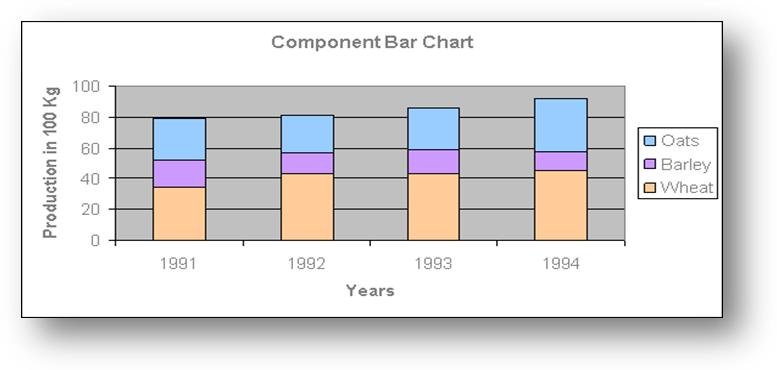 Component Bar Chart
Production in 100 Kg
100
80
60
40
20
0
1991 1992 1993 1994
Years
Oats
Barley
Wheat